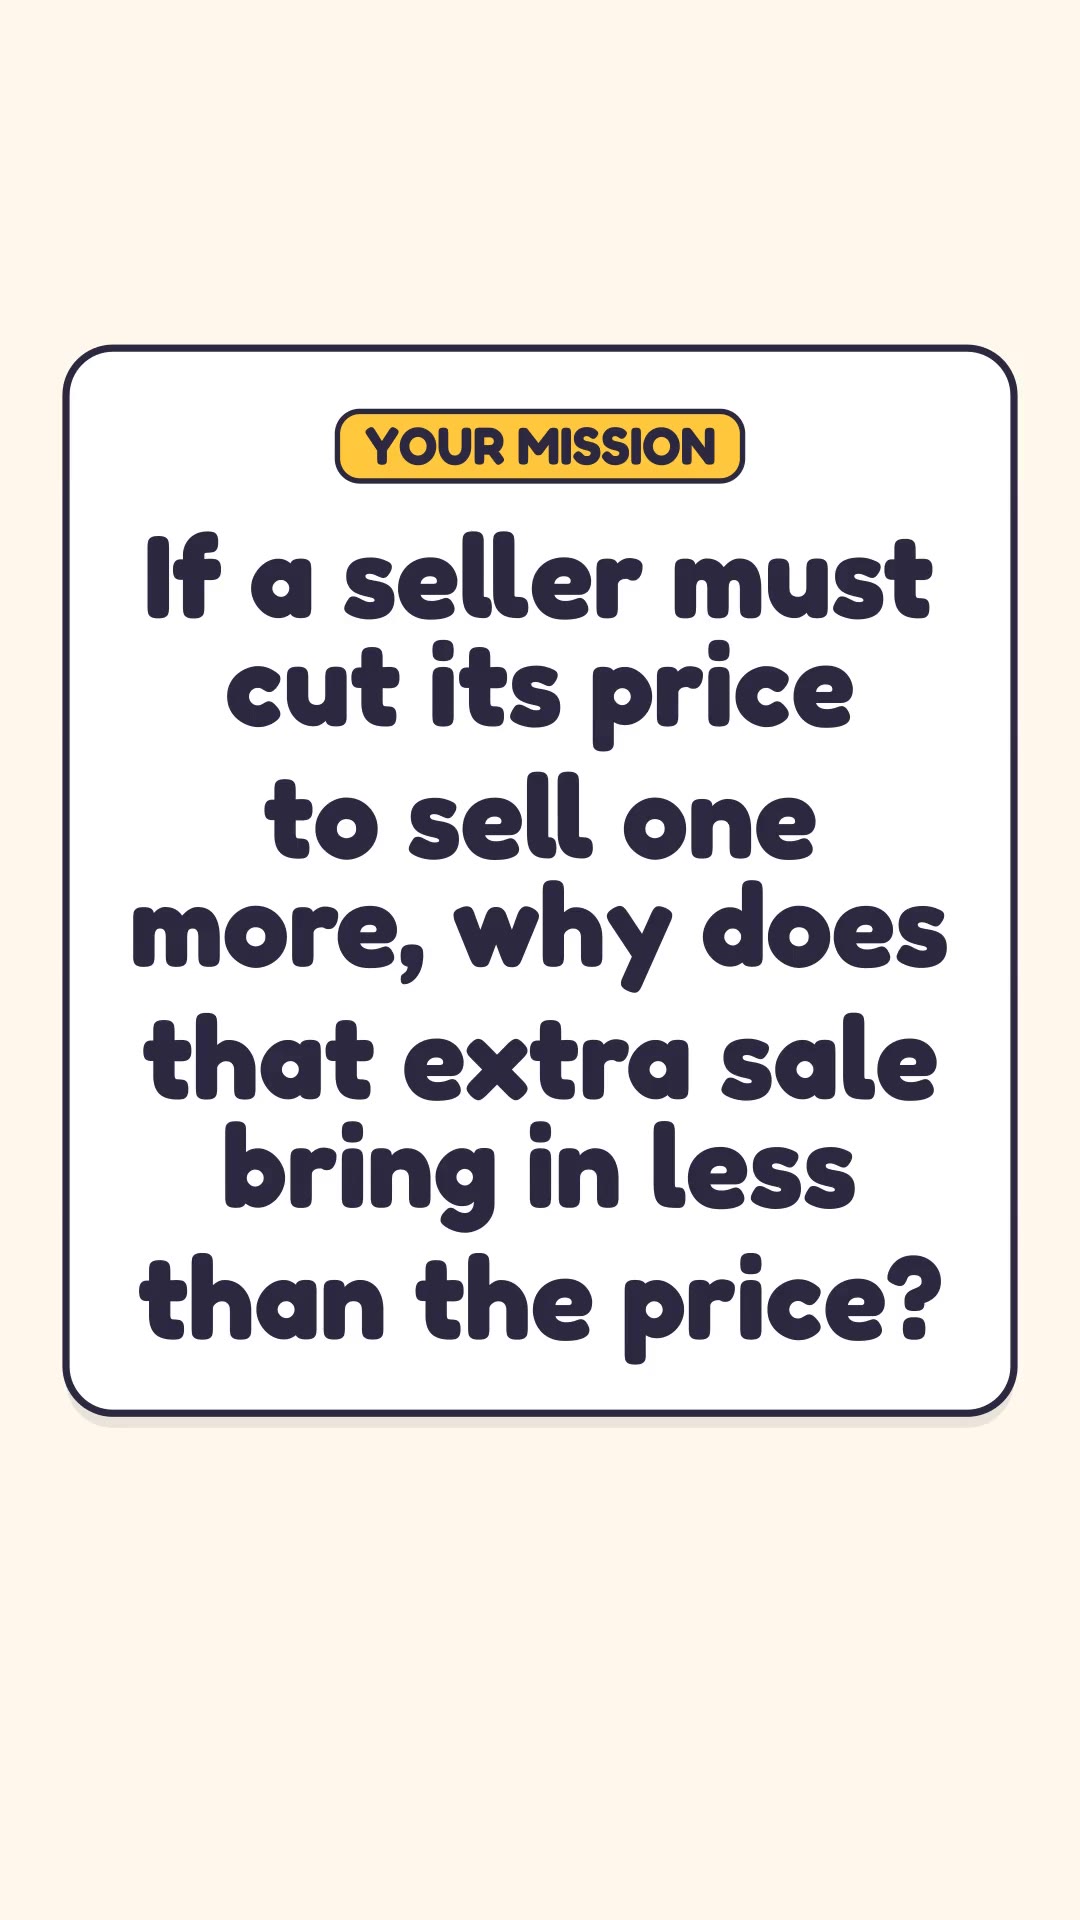 YOUR MISSION
If a seller must
cut its price
to sell one
more, why does
that extra sale
bring in less
than the price?